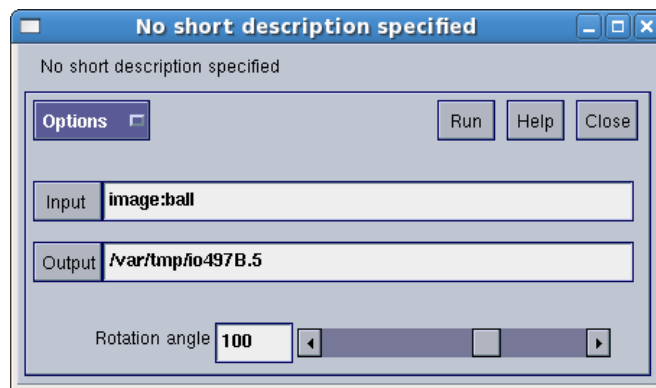 No short description specified
No short description specified
Options Run Help Close
Input image:ball
Output /var/tmp/io497B.5
Rotation angle 100